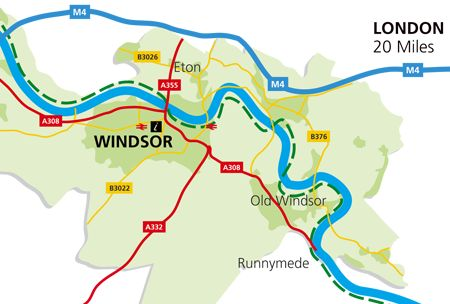 M4
LONDON
20 Miles
B3026
Eton
M4
M4
A355
A308
i
WINDSOR
B376
A308
B3022
Old Windsor
A332
Runnymede